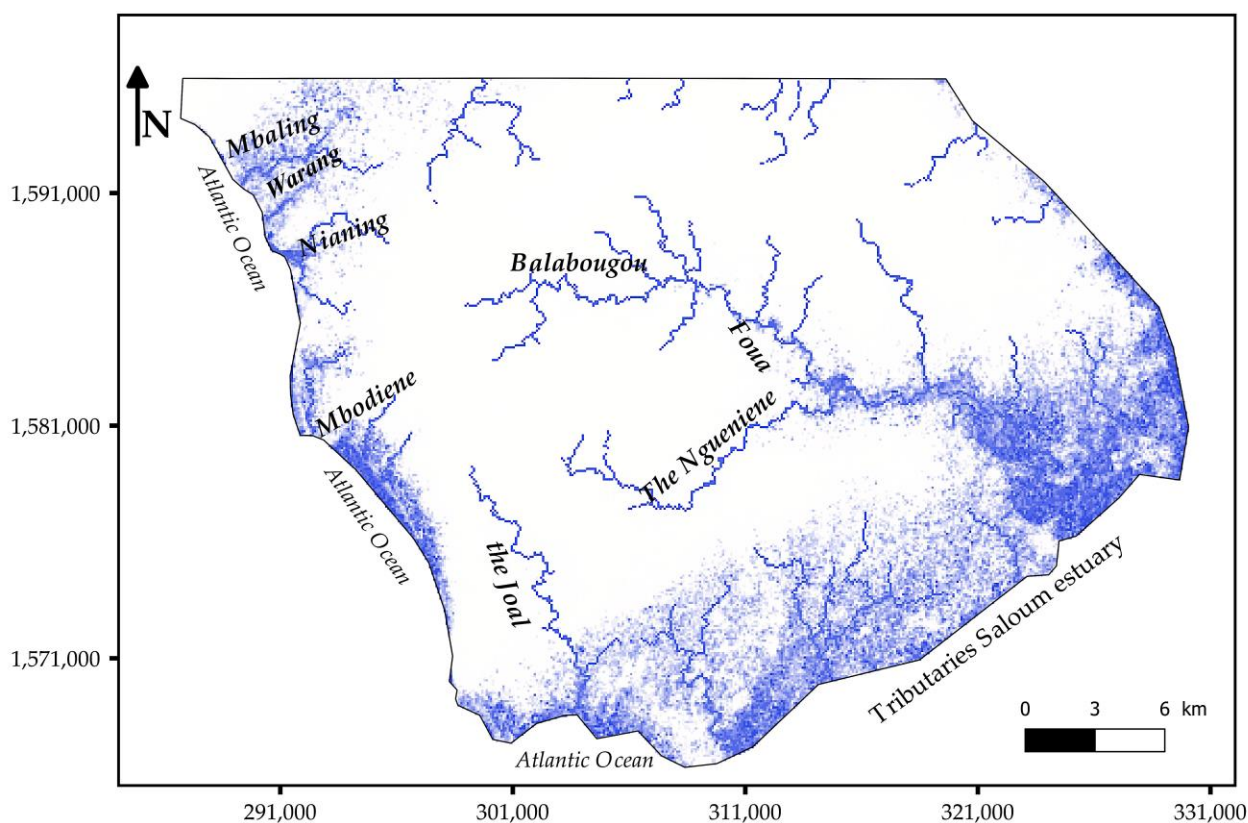 N
Mbaling
Warang
Atlantic Ocean
1,591,000
Nianing
Balabougou
Foua
Mbodiene
1,581,000
The Ngueniene
Atlantic Ocean
the Joal
1,571,000
Tributaries Saloum estuary
0 3 6 km
Atlantic Ocean
291,000 301,000 311,000 321,000 331,000